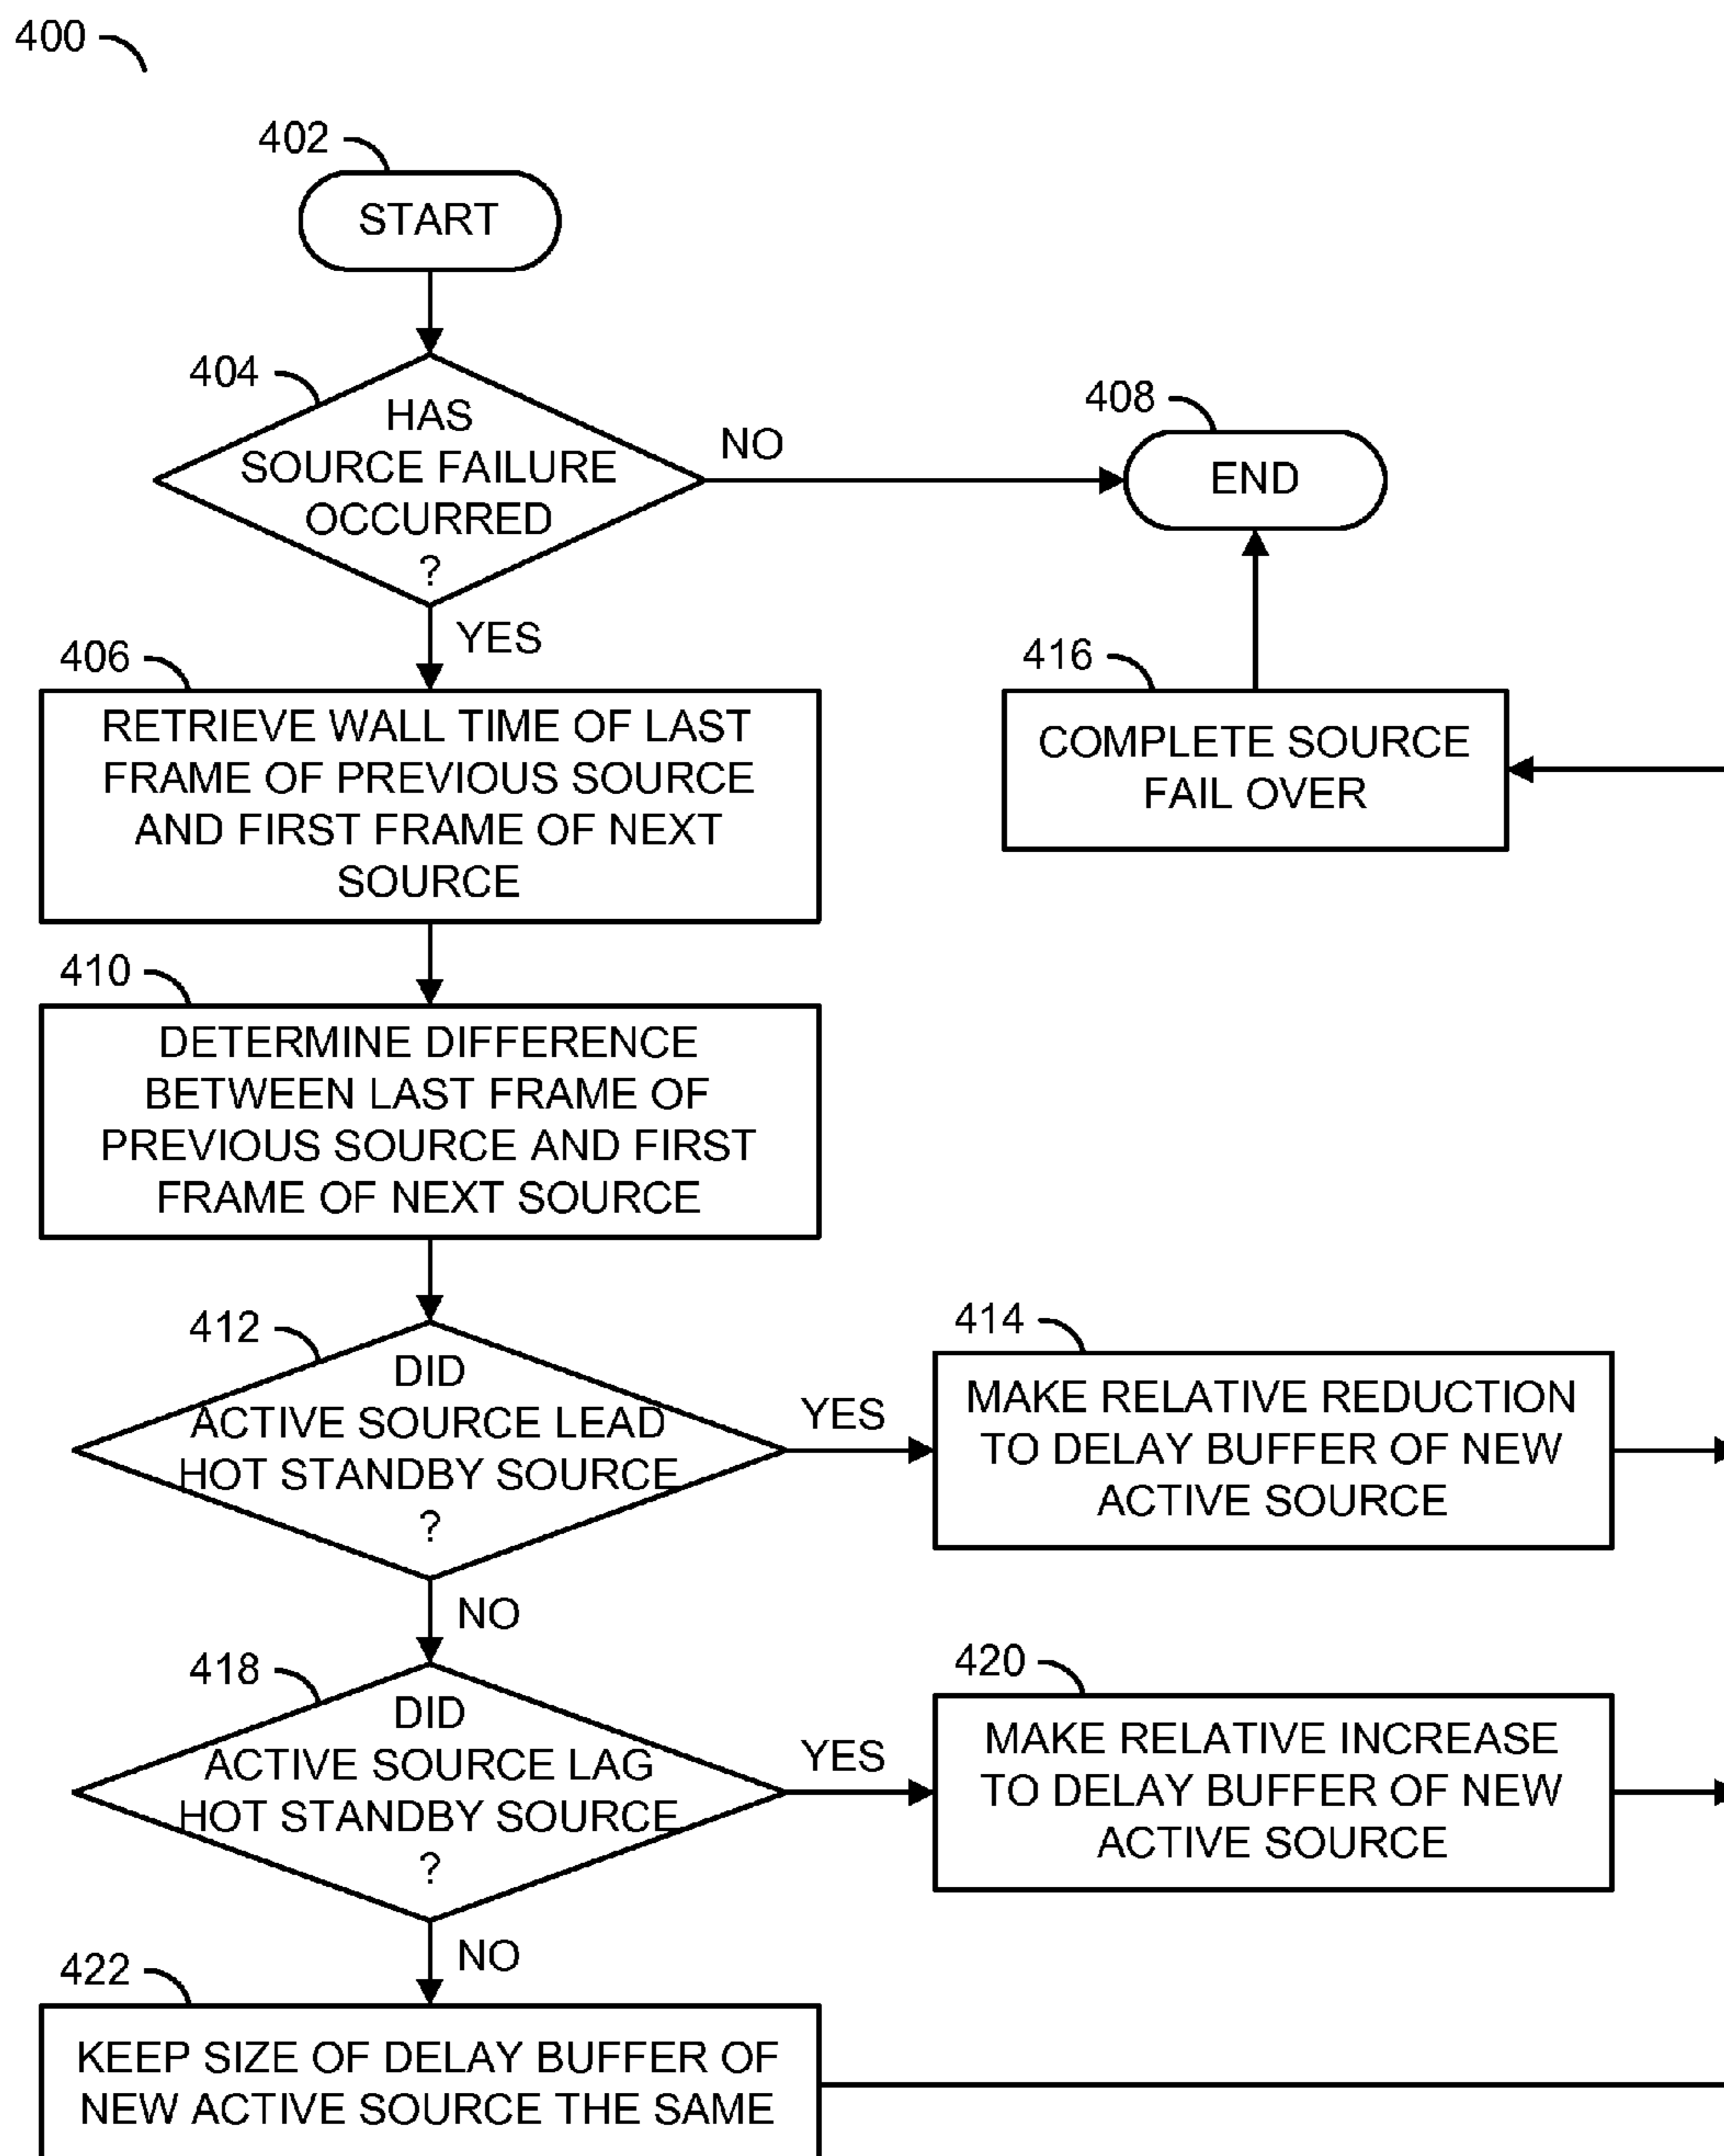 400
402
START
404
HAS
SOURCE FAILURE
OCCURRED
?
NO
408
END
YES
406
RETRIEVE WALL TIME OF LAST
FRAME OF PREVIOUS SOURCE
AND FIRST FRAME OF NEXT
SOURCE
416
COMPLETE SOURCE
FAIL OVER
410
DETERMINE DIFFERENCE
BETWEEN LAST FRAME OF
PREVIOUS SOURCE AND FIRST
FRAME OF NEXT SOURCE
412
DID
ACTIVE SOURCE LEAD
HOT STANDBY SOURCE
?
YES
414
MAKE RELATIVE REDUCTION
TO DELAY BUFFER OF NEW
ACTIVE SOURCE
NO
418
DID
ACTIVE SOURCE LAG
HOT STANDBY SOURCE
?
YES
420
MAKE RELATIVE INCREASE
TO DELAY BUFFER OF NEW
ACTIVE SOURCE
NO
422
KEEP SIZE OF DELAY BUFFER OF
NEW ACTIVE SOURCE THE SAME